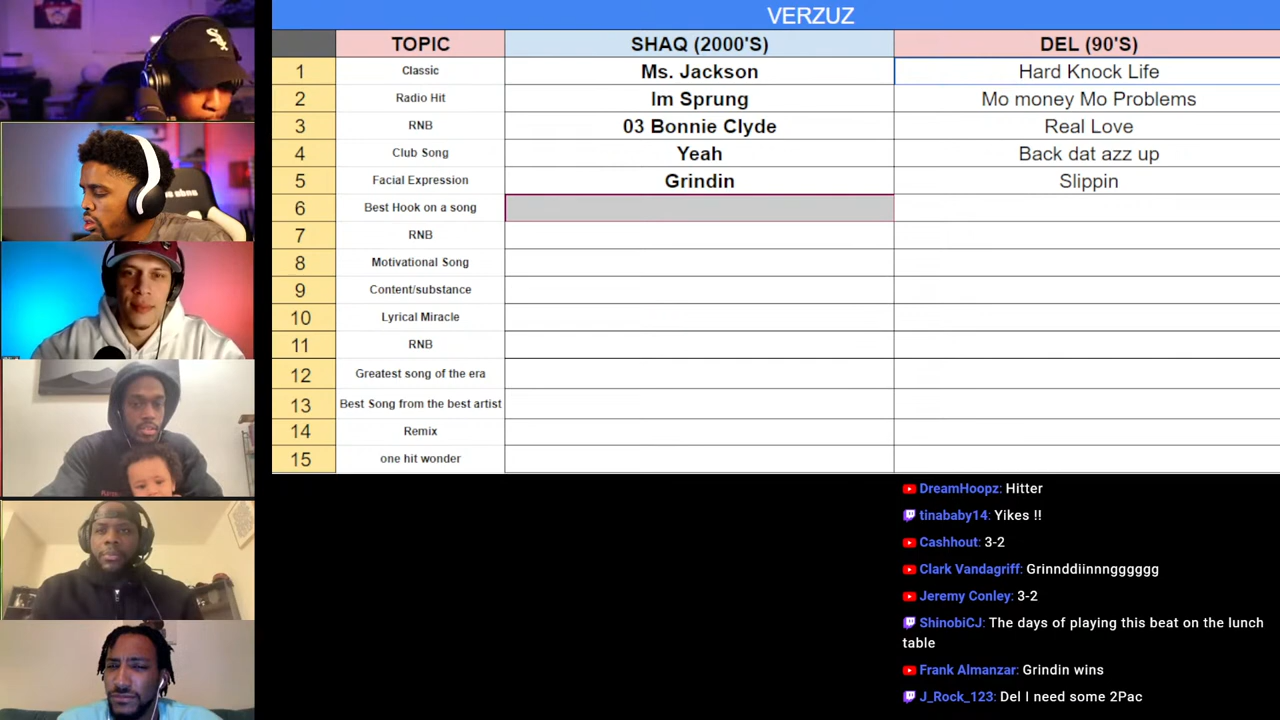 VERZUZ
TOPIC SHAQ (2000'S) DEL (90'S)
1 Classic Ms. Jackson Hard Knock Life
2 Radio Hit Im Sprung Mo money Mo Problems
3 RNB 03 Bonnie Clyde Real Love
4 Club Song Yeah Back dat azz up
5 Facial Expression Grindin Slippin
6 Best Hook on a song
7 RNB
8 Motivational Song
9 Content/substance
10 Lyrical Miracle
11 RNB
12 Greatest song of the era
13 Best Song from the best artist
14 Remix
15 one hit wonder
DreamHoopz: Hitter
tinababy14: Yikes !!
Cashhout: 3-2
Clark Vandagriff: Grinnddiinnngggggg
Jeremy Conley: 3-2
ShinobiCJ: The days of playing this beat on the lunch
table
Frank Almanzar: Grindin wins
J_Rock_123: Del I need some 2Pac